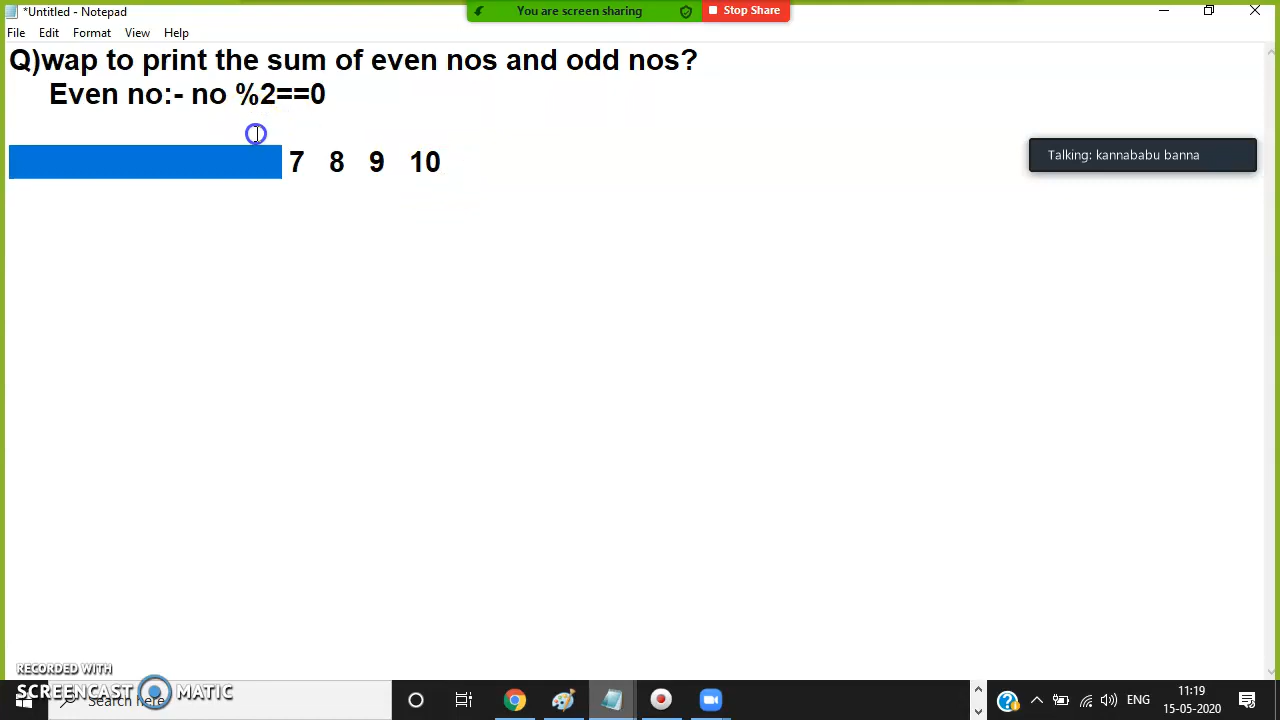 *Untitled - Notepad
You are screen sharing
Stop Share
File Edit Format View Help
Q)wap to print the sum of even nos and odd nos?
Even no:- no %2==0
7 8 9 10
Talking: kannababu banna
RECORDED WITH
SCREENCAST MATIC
Search here
ENG
11:19
15-05-2020